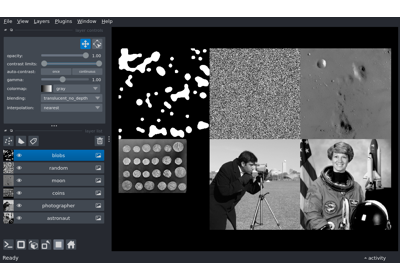 File View Layers Plugins Window Help
opacity: 1.00
contrast limits:
auto-contrast: once continuous
gamma: 1.00
colormap: gray
blending: translucent_no_depth
interpolation: nearest
blobs
random
moon
coins
photographer
astronaut
Ready
activity